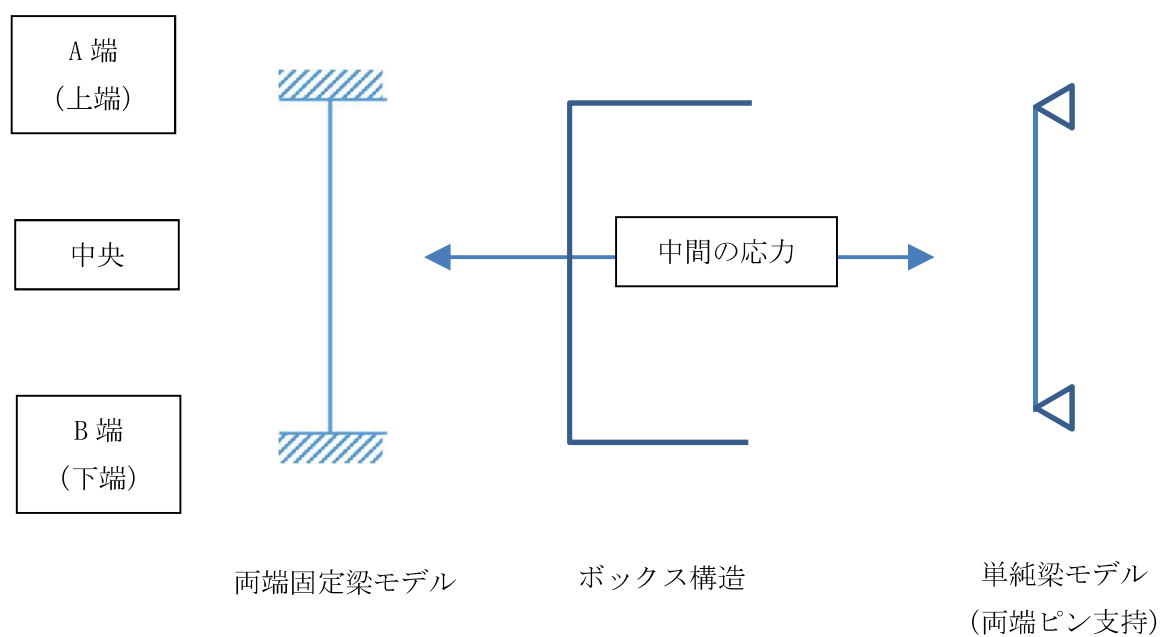 A 端
（上端）
中央
B 端
（下端）
中間の応力
両端固定梁モデル
ボックス構造
単純梁モデル
（両端ピン支持）